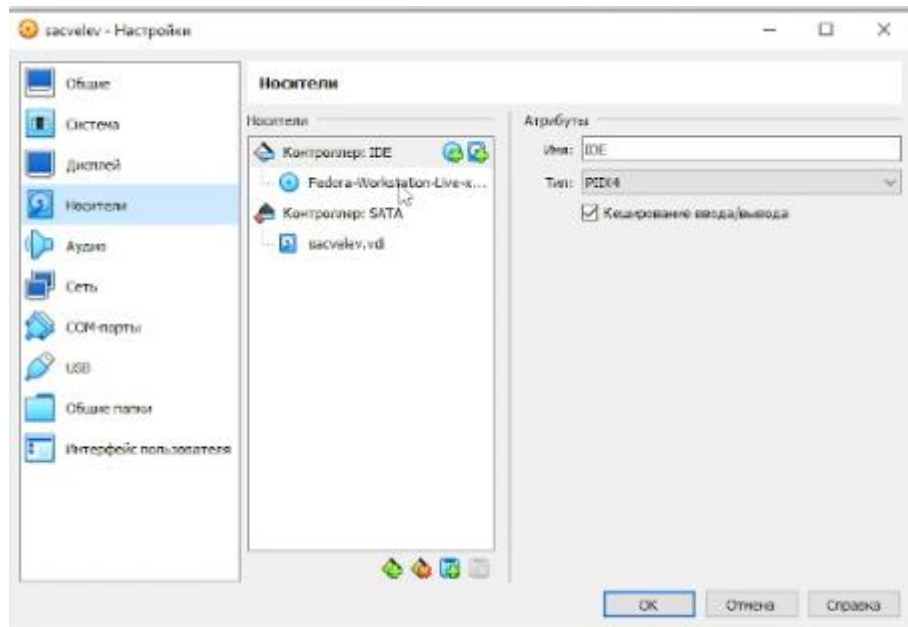 sacvelev - Настройки
Общие
Система
Дисплей
Носители
Аудио
Сеть
COM-порты
USB
Общие папки
Интерфейс пользователя
Носители
Носители
Контроллер: IDE
Fedora-Workstation-Live-x...
Контроллер: SATA
sacvelev.vdi
Атрибуты
Имя: IDE
Тип: PIIX4
Кеширование ввода/вывода
OK
Отмена
Справка